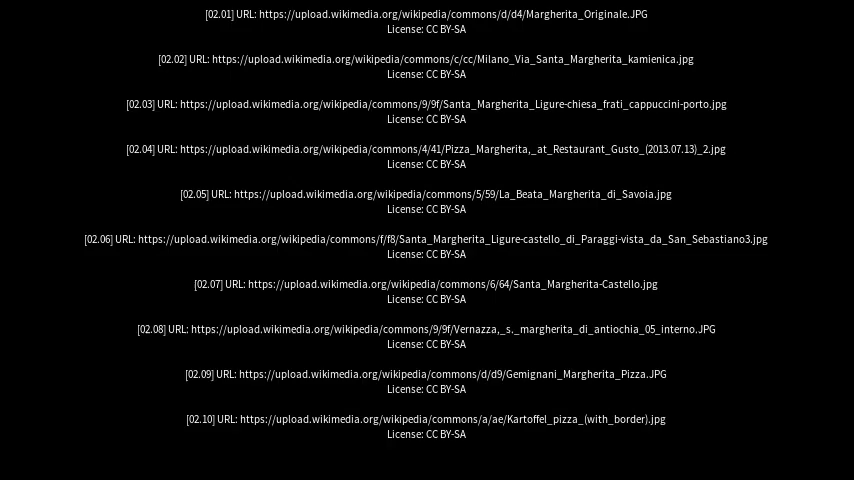 [02.01] URL: https://upload.wikimedia.org/wikipedia/commons/d/d4/Margherita_Originale.JPG
License: CC BY-SA
[02.02] URL: https://upload.wikimedia.org/wikipedia/commons/c/cc/Milano_Via_Santa_Margherita_kamienica.jpg
License: CC BY-SA
[02.03] URL: https://upload.wikimedia.org/wikipedia/commons/9/9f/Santa_Margherita_Ligure-chiesa_frati_cappuccini-porto.jpg
License: CC BY-SA
[02.04] URL: https://upload.wikimedia.org/wikipedia/commons/4/41/Pizza_Margherita,_at_Restaurant_Gusto_(2013.07.13)_2.jpg
License: CC BY-SA
[02.05] URL: https://upload.wikimedia.org/wikipedia/commons/5/59/La_Beata_Margherita_di_Savoia.jpg
License: CC BY-SA
[02.06] URL: https://upload.wikimedia.org/wikipedia/commons/f/f8/Santa_Margherita_Ligure-castello_di_Paraggi-vista_da_San_Sebastiano3.jpg
License: CC BY-SA
[02.07] URL: https://upload.wikimedia.org/wikipedia/commons/6/64/Santa_Margherita-Castello.jpg
License: CC BY-SA
[02.08] URL: https://upload.wikimedia.org/wikipedia/commons/9/9f/Vernazza,_s._margherita_di_antiochia_05_interno.JPG
License: CC BY-SA
[02.09] URL: https://upload.wikimedia.org/wikipedia/commons/d/d9/Gemignani_Margherita_Pizza.JPG
License: CC BY-SA
[02.10] URL: https://upload.wikimedia.org/wikipedia/commons/a/ae/Kartoffel_pizza_(with_border).jpg
License: CC BY-SA